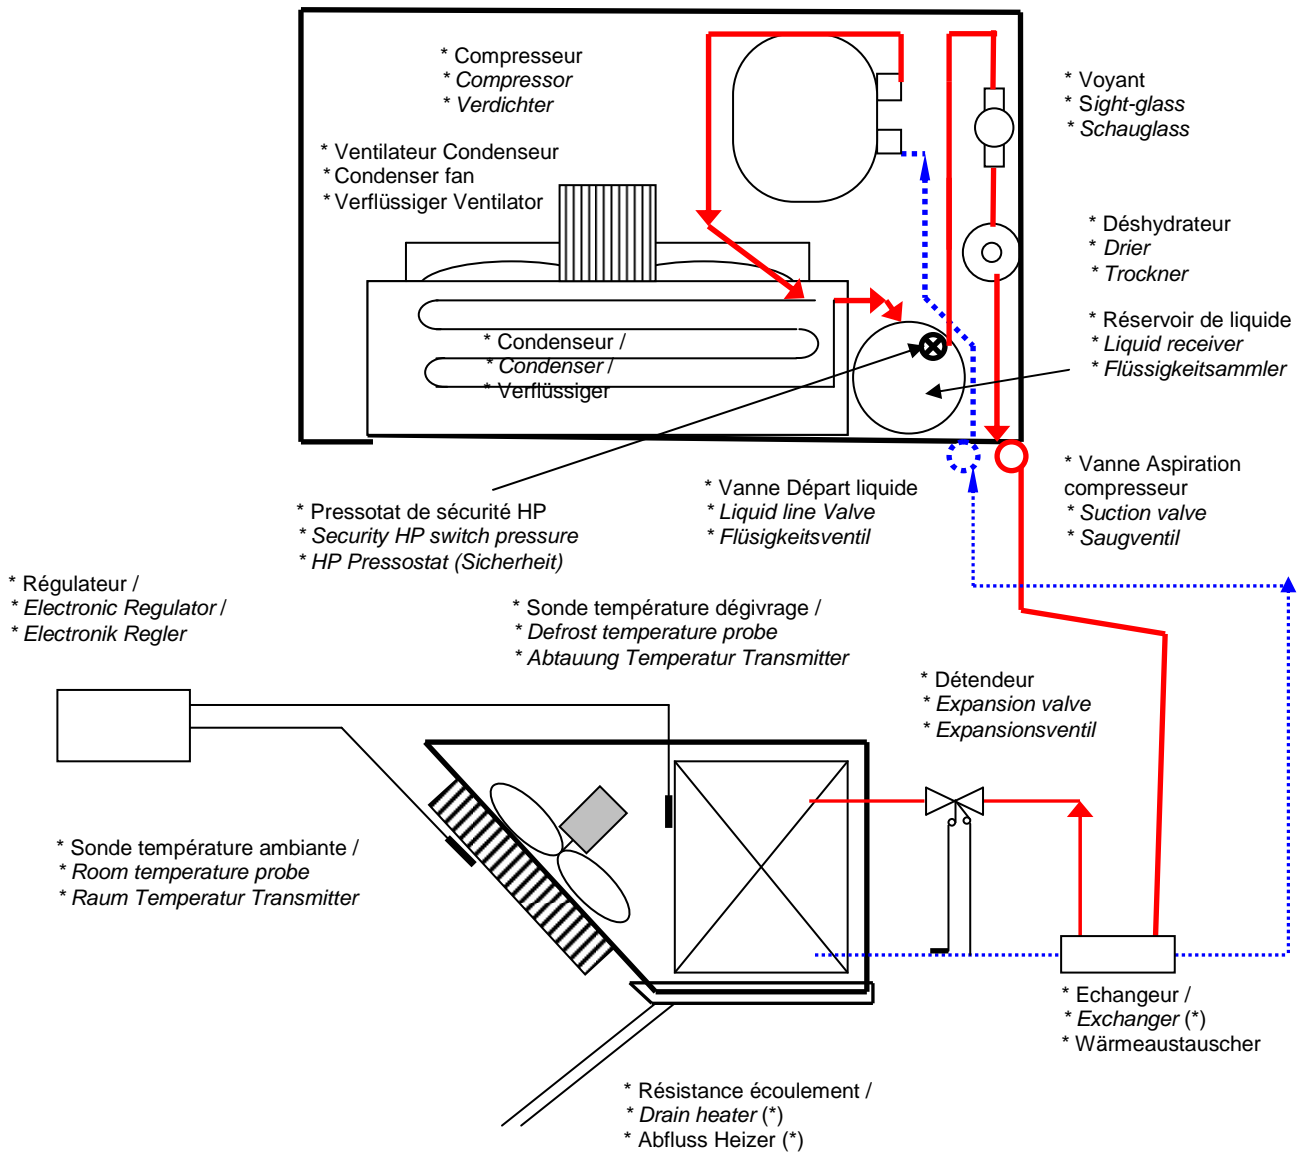 * Compresseur
* Compressor
* Verdichter
* Voyant
* Sight-glass
* Schauglass
* Ventilateur Condenseur
* Condenser fan
* Verflüssiger Ventilator
* Déshydrateur
* Drier
* Trockner
* Réservoir de liquide
* Liquid receiver
* Flüssigkeitsammler
* Condenseur /
* Condenser /
* Verflüssiger
* Vanne Aspiration
compresseur
* Suction valve
* Saugventil
* Vanne Départ liquide
* Liquid line Valve
* Flüsigkeitsventil
* Pressotat de sécurité HP
* Security HP switch pressure
* HP Pressostat (Sicherheit)
* Régulateur /
* Electronic Regulator /
* Electronik Regler
* Sonde température dégivrage /
* Defrost temperature probe
* Abtauung Temperatur Transmitter
* Détendeur
* Expansion valve
* Expansionsventil
* Sonde température ambiante /
* Room temperature probe
* Raum Temperatur Transmitter
* Echangeur /
* Exchanger (*)
* Wärmeaustauscher
* Résistance écoulement /
* Drain heater (*)
* Abfluss Heizer (*)